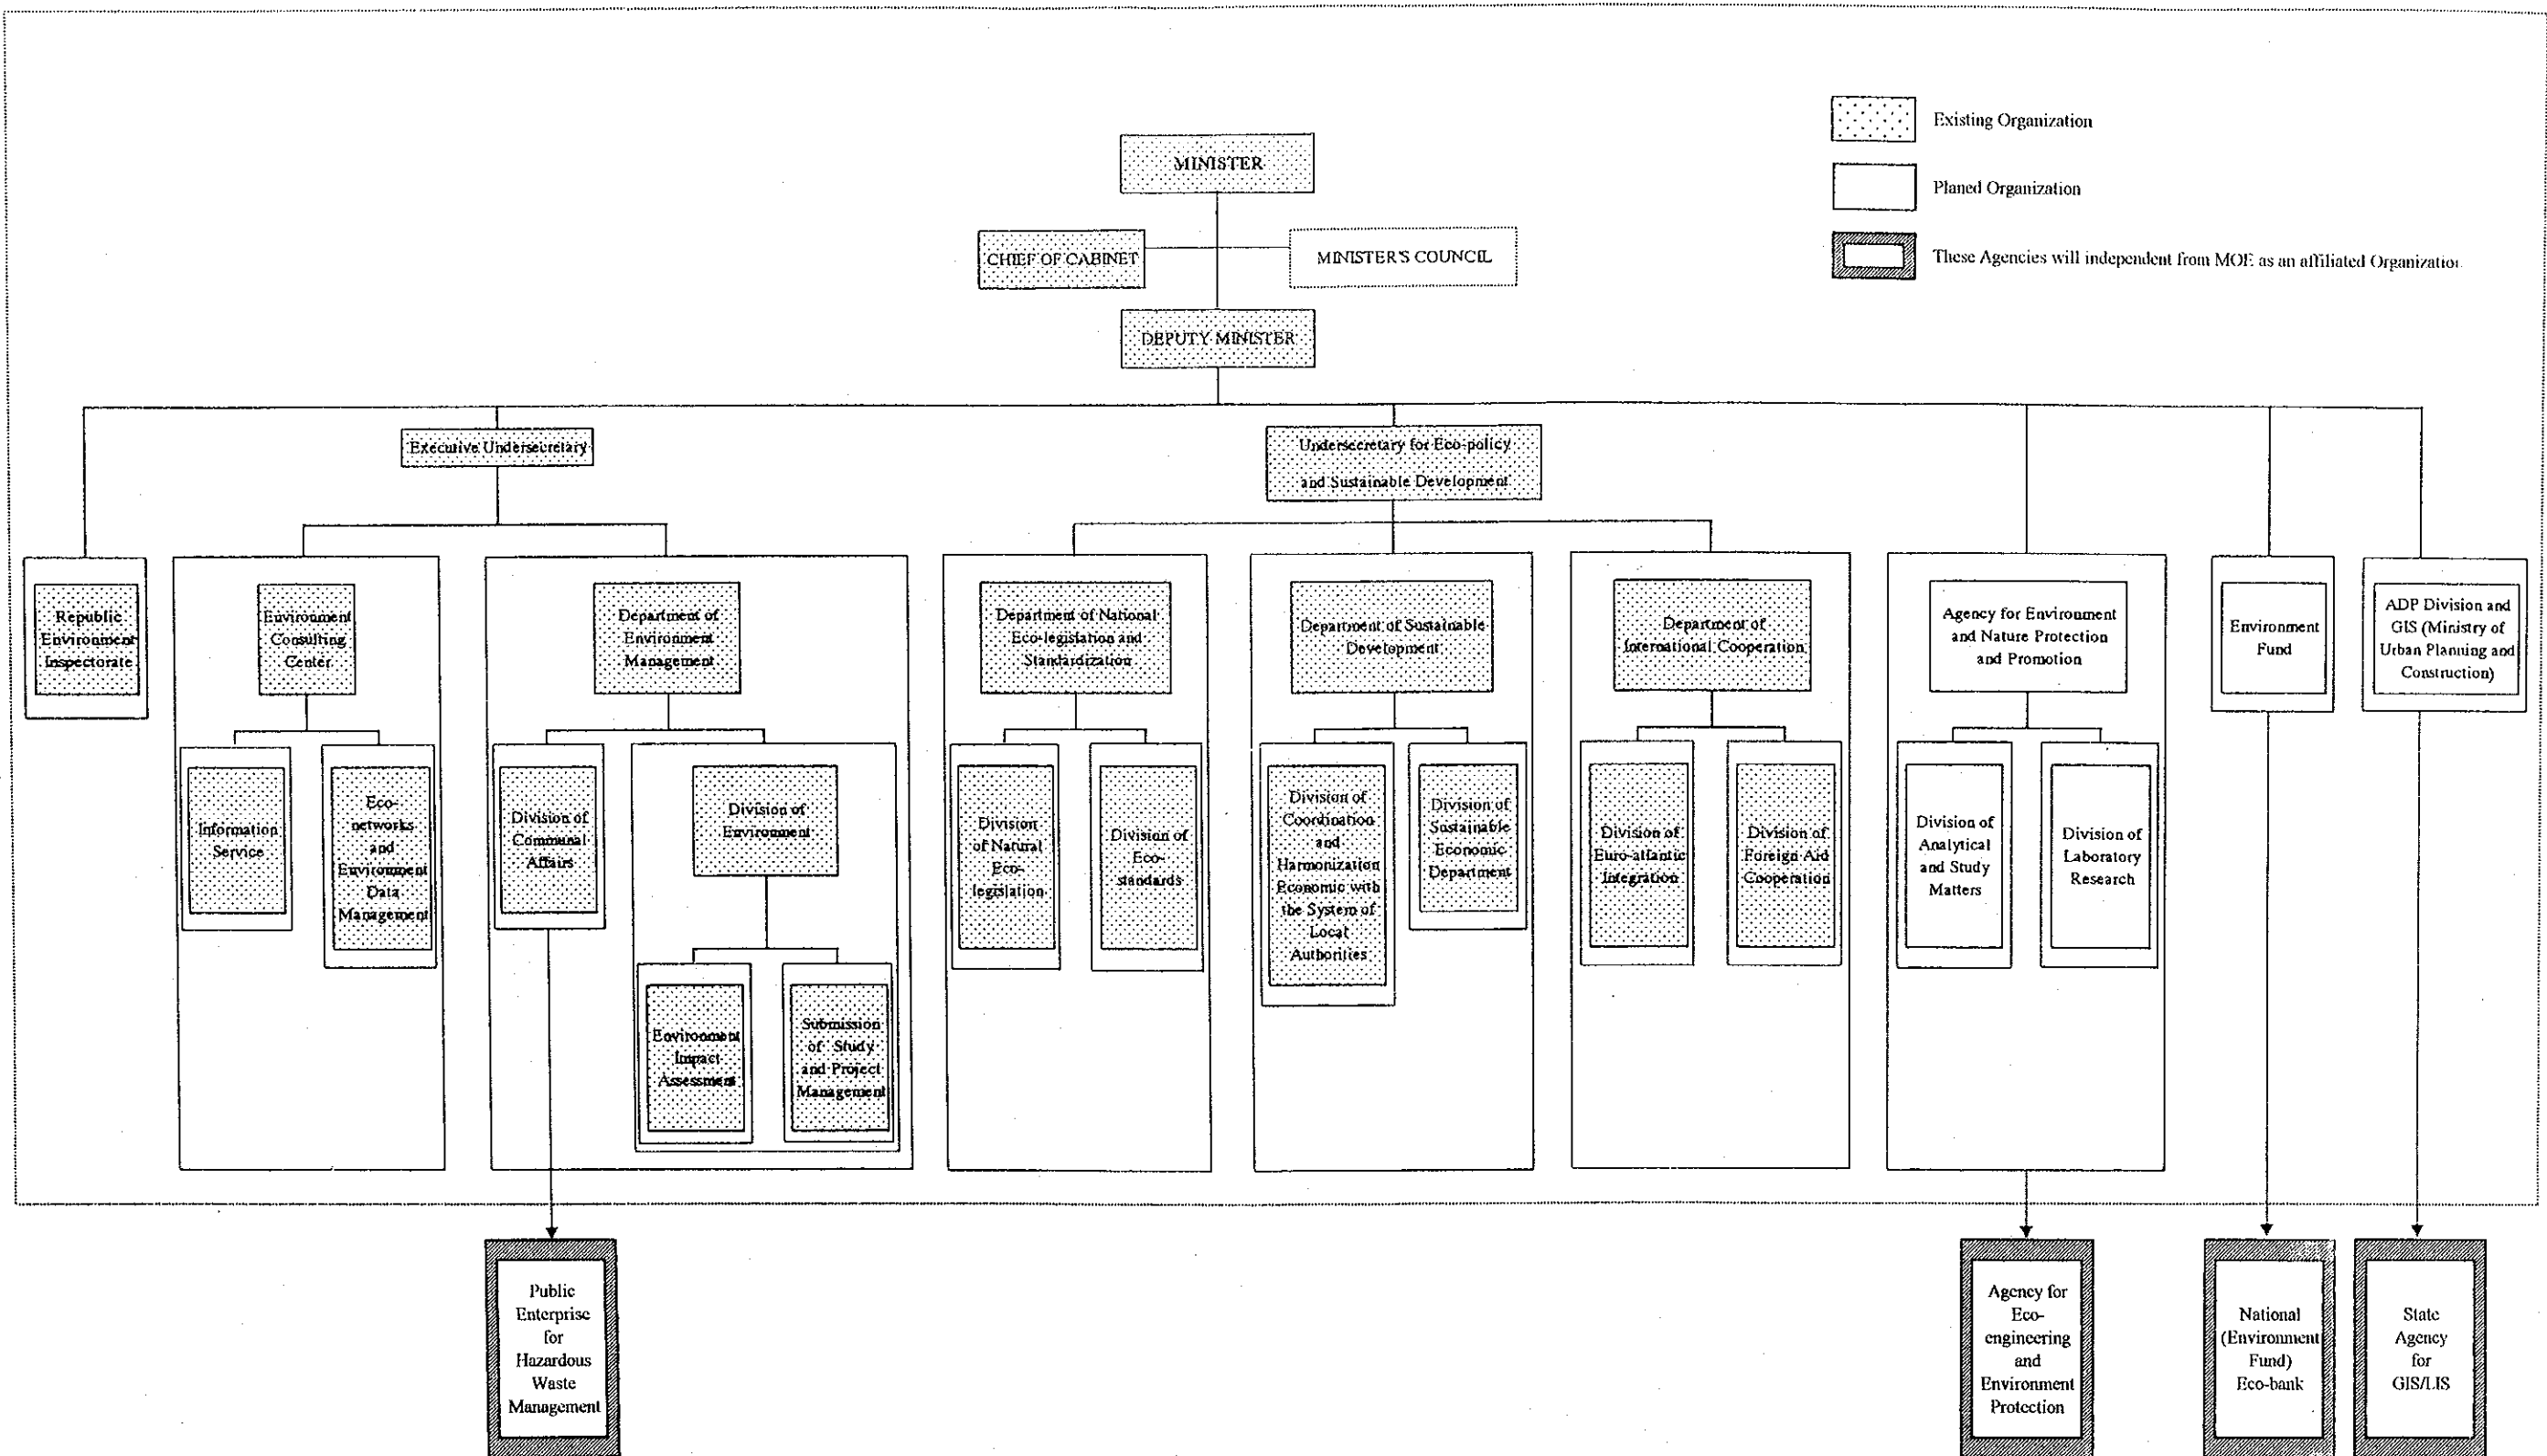 Existing Organization
Planed Organization
These Agencies will independent from MOE as an affiliated Organization
MINISTER
CHIEF OF CABINET
MINISTER'S COUNCIL
DEPUTY MINISTER
Executive Undersecretary
Undersecretary for Eco-policy
and Sustainable Development
Republic
Environment
Inspectorate
Environment
Consulting
Center
Department of
Environment
Management
Department of National
Eco-legislation and
Standardization
Department of Sustainable
Development
Department of
International Cooperation
Agency for Environment
and Nature Protection
and Promotion
Environment
Fund
ADP Division and
GIS (Ministry of
Urban Planning and
Construction)
Information
Service
Eco-
networks
and
Environment
Data
Management
Division of
Communal
Affairs
Division of
Environment
Environment
Impact
Assessment
Submission
of Study
and Project
Management
Division
of Natural
Eco-
legislation
Division of
Eco-
standards
Division of
Coordination
and
Harmonization
Economic with
the System of
Local
Authorities
Division of
Sustainable
Economic
Department
Division of
Euro-atlantic
Integration
Division of
Foreign Aid
Cooperation
Division of
Analytical
and Study
Matters
Division of
Laboratory
Research
Public
Enterprise
for
Hazardous
Waste
Management
Agency for
Eco-
engineering
and
Environment
Protection
National
(Environment
Fund)
Eco-bank
State
Agency
for
GIS/LIS